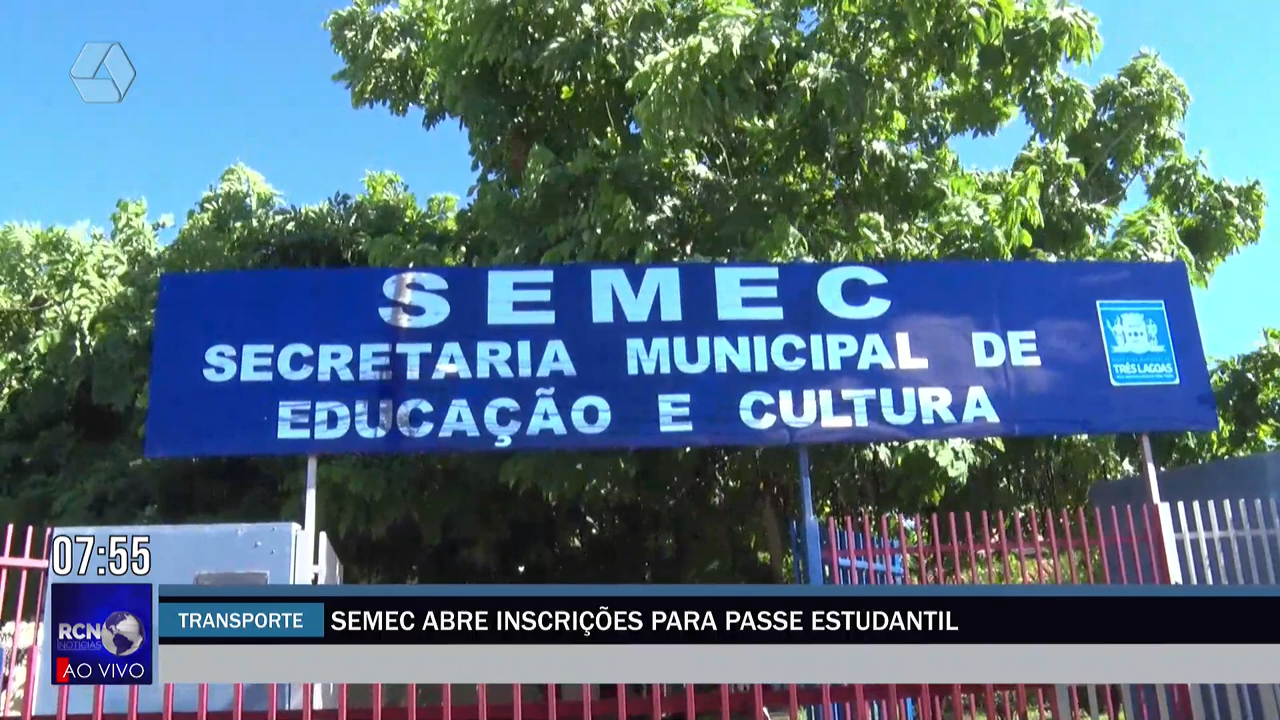 SEMEC
SECRETARIA MUNICIPAL DE
EDUCAÇÃO E CULTURA
TRÊS LAGOAS
07:55
RCN
NOTÍCIAS
AO VIVO
TRANSPORTE
SEMEC ABRE INSCRIÇÕES PARA PASSE ESTUDANTIL